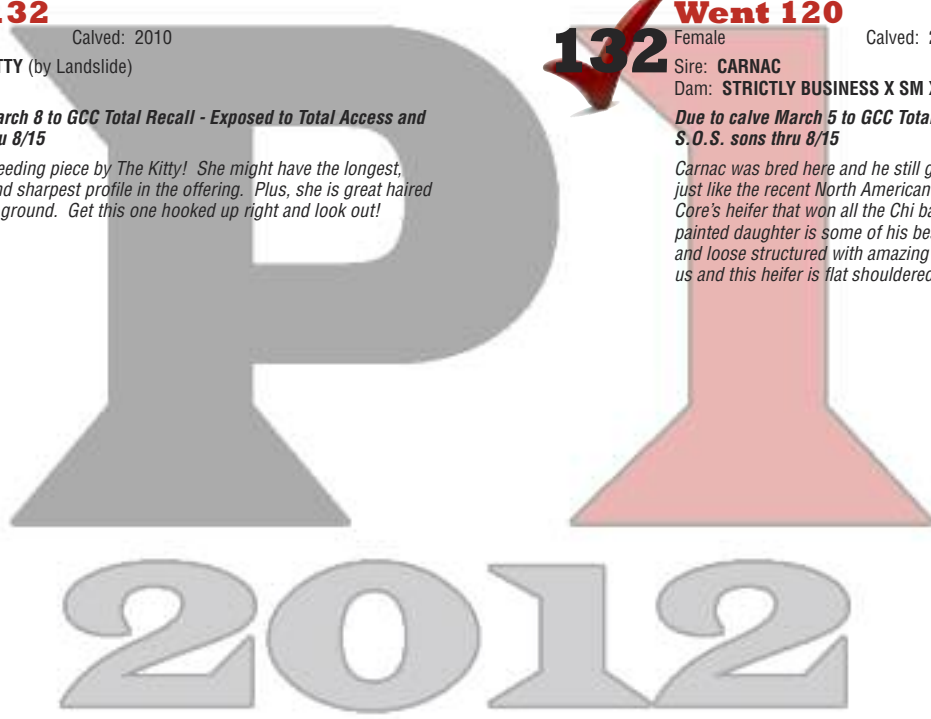 132
Calved: 2010
TTY (by Landslide)
arch 8 to GCC Total Recall - Exposed to Total Access and
u 8/15
eeding piece by The Kitty! She might have the longest,
nd sharpest profile in the offering. Plus, she is great haired
ground. Get this one hooked up right and look out!
132
Went 120
Female Calved: 2
Sire: CARNAC
Dam: STRICTLY BUSINESS X SM X
Due to calve March 5 to GCC Total
S.O.S. sons thru 8/15
Carnac was bred here and he still g
just like the recent North American
Core's heifer that won all the Chi ba
painted daughter is some of his bes
and loose structured with amazing
us and this heifer is flat shouldered
PI
2012